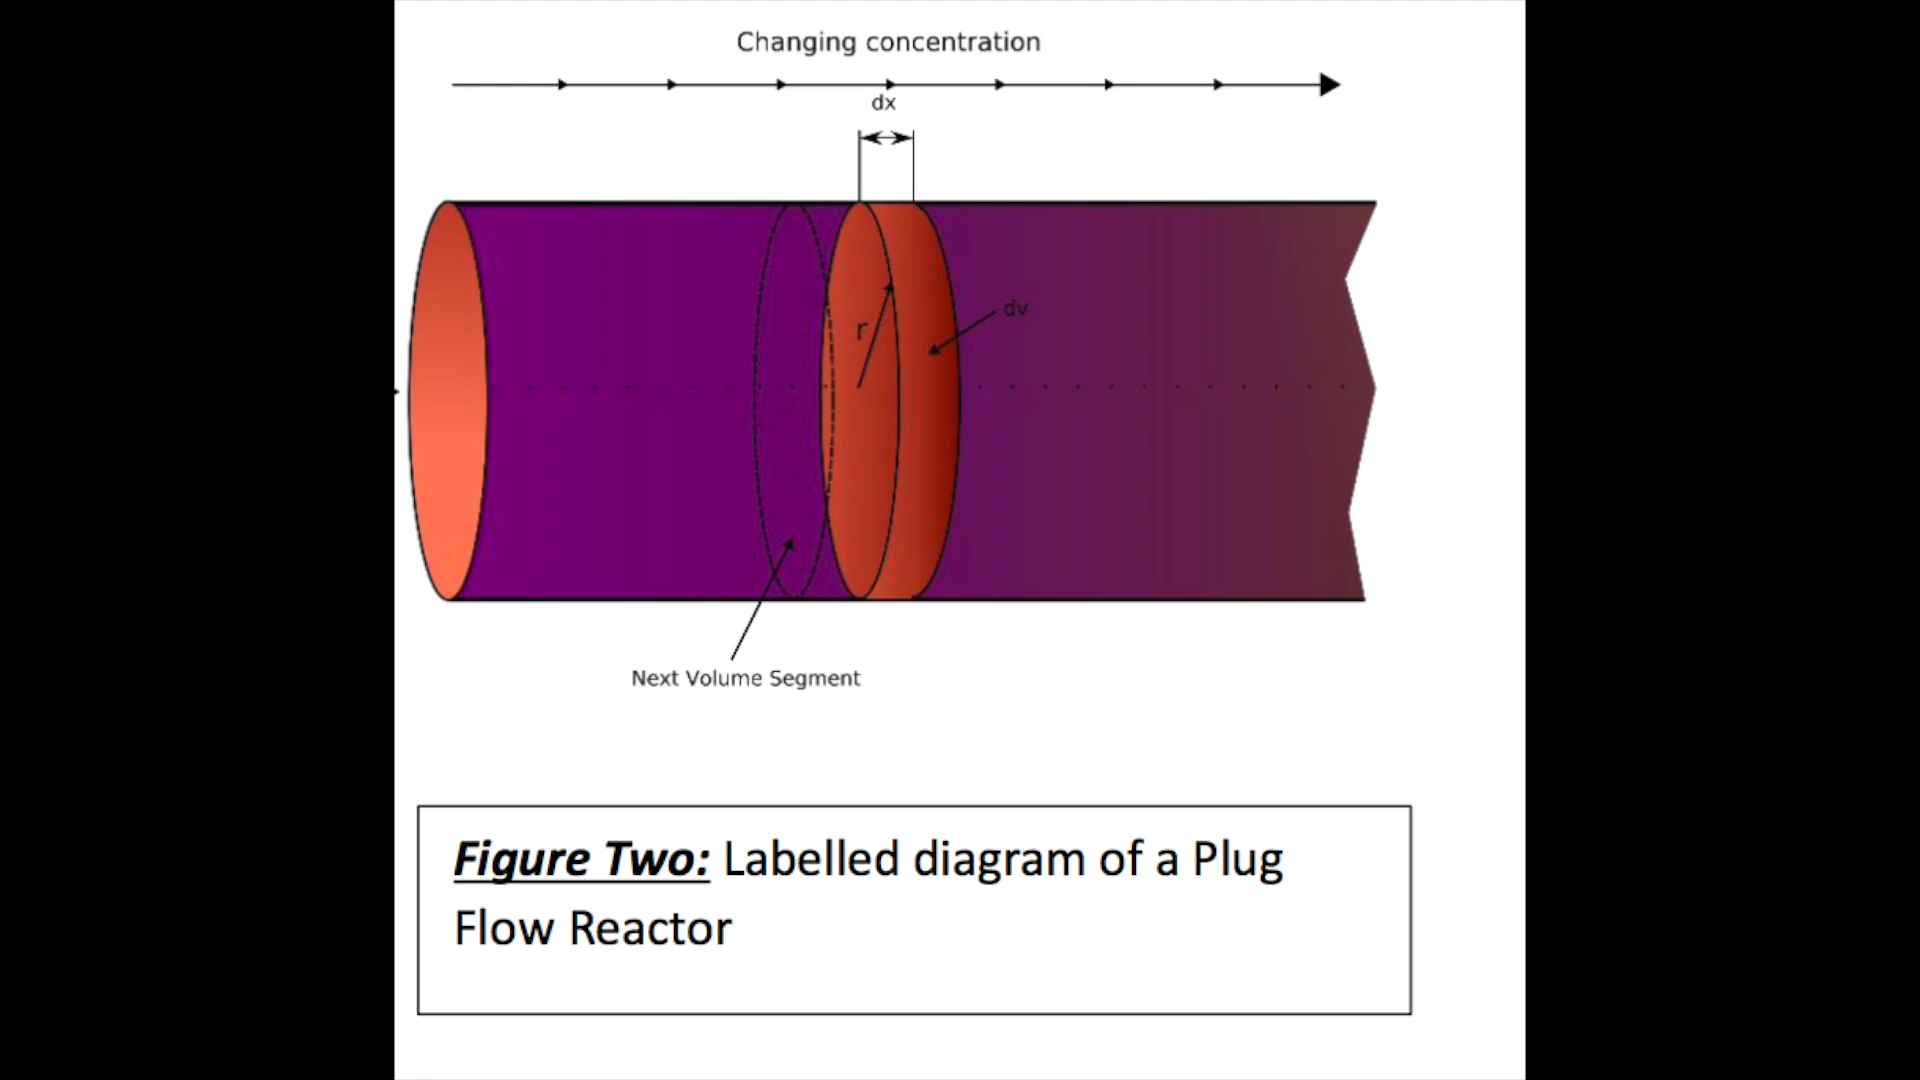 Changing concentration
dx
r
dv
Next Volume Segment
Figure Two: Labelled diagram of a Plug
Flow Reactor